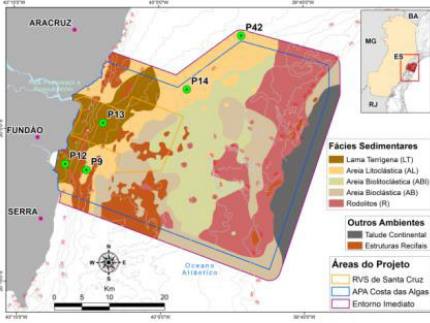 ARACRUZ
P42
BA
MG
ES
RJ
P14
P13
FUNDÃO
P12
P9
SERRA
Fácies Sedimentares
Lama Terrígena (LT)
Areia Litoclástica (AL)
Areia Biolitoclástica (ABl)
Areia Bioclástica (AB)
Rodolitos (R)
Outros Ambientes
Talude Continental
Estruturas Recifais
Áreas do Projeto
RVS de Santa Cruz
APA Costa das Algas
Entorno Imediato
N
W
E
S
Oceano
Atlântico
Km
0 5 10 20